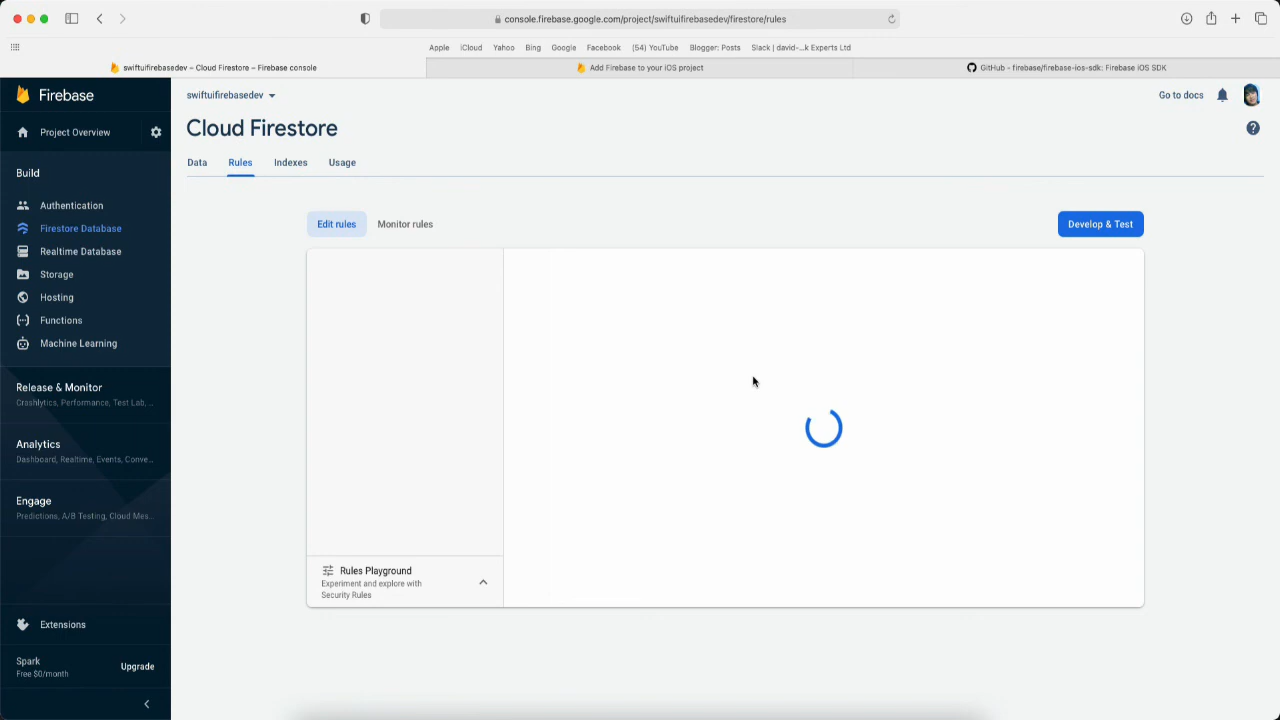 console.firebase.google.com/project/swiftuifirebasedev/firestore/rules
Apple iCloud Yahoo Bing Google Facebook (54) YouTube Blogger: Posts Slack | david-...k Experts Ltd
swiftuifirebasedev – Cloud Firestore – Firebase console
Add Firebase to your iOS project
GitHub - firebase/firebase-ios-sdk: Firebase iOS SDK
Firebase
swiftuifirebasedev
Go to docs
Project Overview
Cloud Firestore
Data Rules Indexes Usage
Build
Authentication
Firestore Database
Realtime Database
Storage
Hosting
Functions
Machine Learning
Release & Monitor
Crashlytics, Performance, Test Lab, ...
Analytics
Dashboard, Realtime, Events, Conve...
Engage
Predictions, A/B Testing, Cloud Mes...
Extensions
Spark
Free $0/month
Upgrade
Edit rules
Monitor rules
Develop & Test
Rules Playground
Experiment and explore with
Security Rules